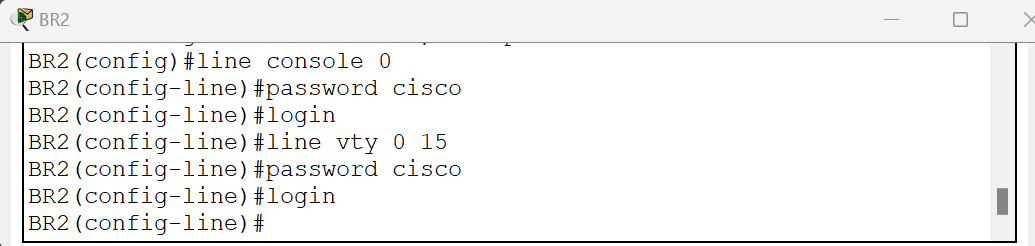 BR2
BR2(config)#line console 0
BR2(config-line)#password cisco
BR2(config-line)#login
BR2(config-line)#line vty 0 15
BR2(config-line)#password cisco
BR2(config-line)#login
BR2(config-line)#